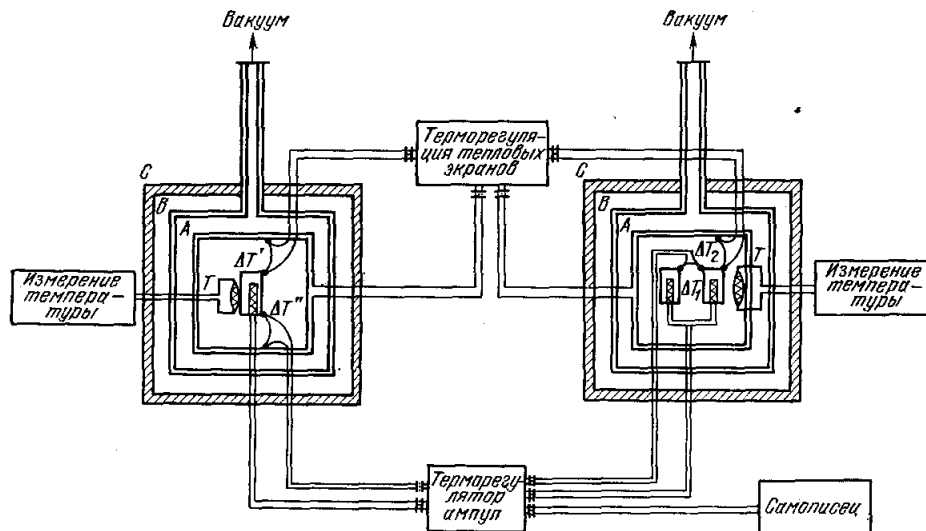 Вакуум
Вакуум
Терморегуля-
ция тепловых
экранов
C
B
A
ΔT'
T
ΔT"
Измерение
темпера-
туры
C
B
A
ΔT₂
T
ΔT₁
Измерение
темпера-
туры
Терморегу-
лятор
ампул
Самописец